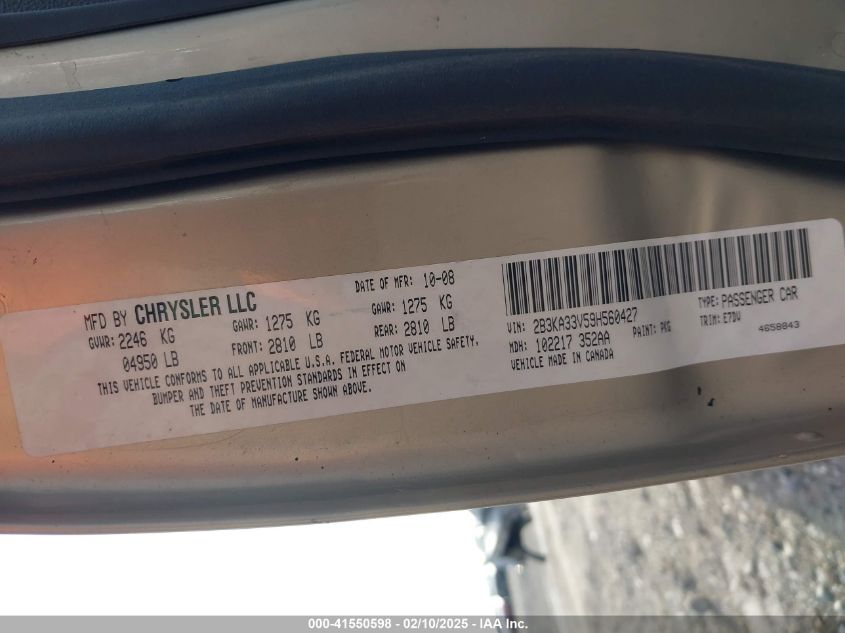 DATE OF MFR: 10-08
MFD BY CHRYSLER LLC
GVWR: 2246 KG
04950 LB
GAWR: 1275 KG
FRONT: 2810 LB
GAWR: 1275 KG
REAR: 2810 LB
THIS VEHICLE CONFORMS TO ALL APPLICABLE U.S.A. FEDERAL MOTOR VEHICLE SAFETY,
BUMPER AND THEFT PREVENTION STANDARDS IN EFFECT ON
THE DATE OF MANUFACTURE SHOWN ABOVE.
VIN: 2B3KA33V59H560427
TYPE: PASSENGER CAR
MDH: 102217 352AA
PAINT: PKG
TRIM: E7DV
VEHICLE MADE IN CANADA
4658843
000-41550598 - 02/10/2025 - IAA Inc.